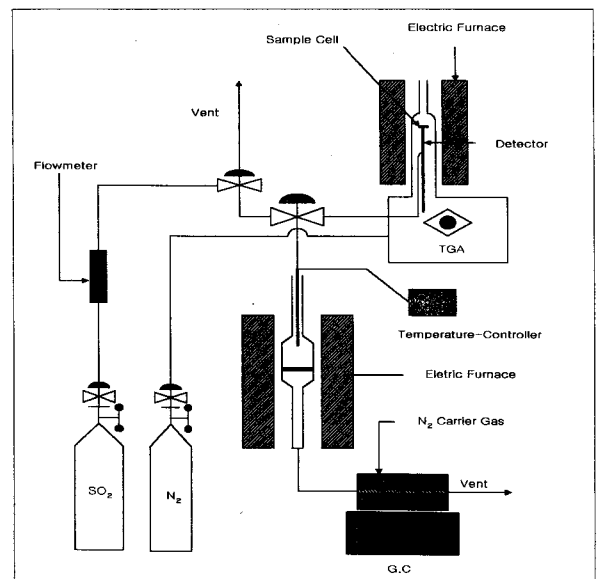 Electric Furnace
Sample Cell
Vent
Flowmeter
Detector
TGA
Temperature-Controller
Eletric Furnace
N₂ Carrier Gas
SO₂
N₂
Vent
G.C